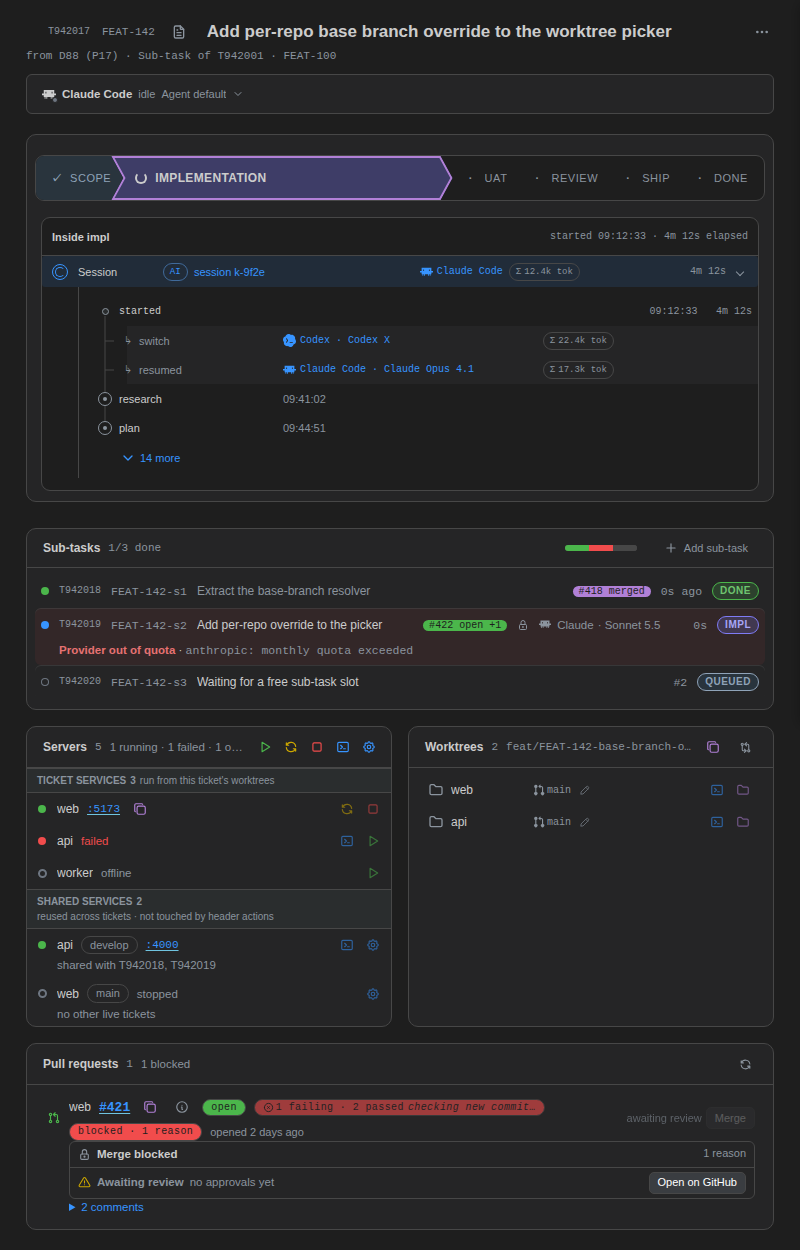 T942017 FEAT-142 Add per-repo base branch override to the worktree picker
from D88 (P17) · Sub-task of T942001 · FEAT-100
Claude Code idle Agent default
SCOPE IMPLEMENTATION · UAT · REVIEW · SHIP · DONE
Inside impl started 09:12:33 · 4m 12s elapsed
Session AI session k-9f2e Claude Code Σ 12.4k tok 4m 12s
started 09:12:33 4m 12s
↳ switch Codex · Codex X Σ 22.4k tok
↳ resumed Claude Code · Claude Opus 4.1 Σ 17.3k tok
research 09:41:02
plan 09:44:51
14 more
Sub-tasks 1/3 done Add sub-task
T942018 FEAT-142-s1 Extract the base-branch resolver #418 merged 0s ago DONE
T942019 FEAT-142-s2 Add per-repo override to the picker #422 open +1 Claude · Sonnet 5.5 0s IMPL
Provider out of quota · anthropic: monthly quota exceeded
T942020 FEAT-142-s3 Waiting for a free sub-task slot #2 QUEUED
Servers 5 1 running · 1 failed · 1 o…
TICKET SERVICES 3 run from this ticket's worktrees
web :5173
api failed
worker offline
SHARED SERVICES 2
reused across tickets · not touched by header actions
api develop :4000
shared with T942018, T942019
web main stopped
no other live tickets
Worktrees 2 feat/FEAT-142-base-branch-o…
web main
api main
Pull requests 1 1 blocked
web #421 open 1 failing · 2 passed checking new commit…
awaiting review Merge
blocked · 1 reason opened 2 days ago
Merge blocked 1 reason
Awaiting review no approvals yet Open on GitHub
2 comments